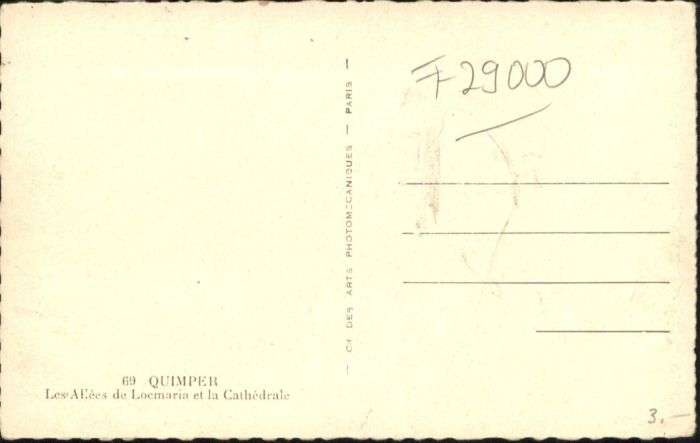 69 QUIMPER
Les Allées de Locmaria et la Cathédrale
— Cie DES ARTS PHOTOMECANIQUES — PARIS —
F 29000
3.-